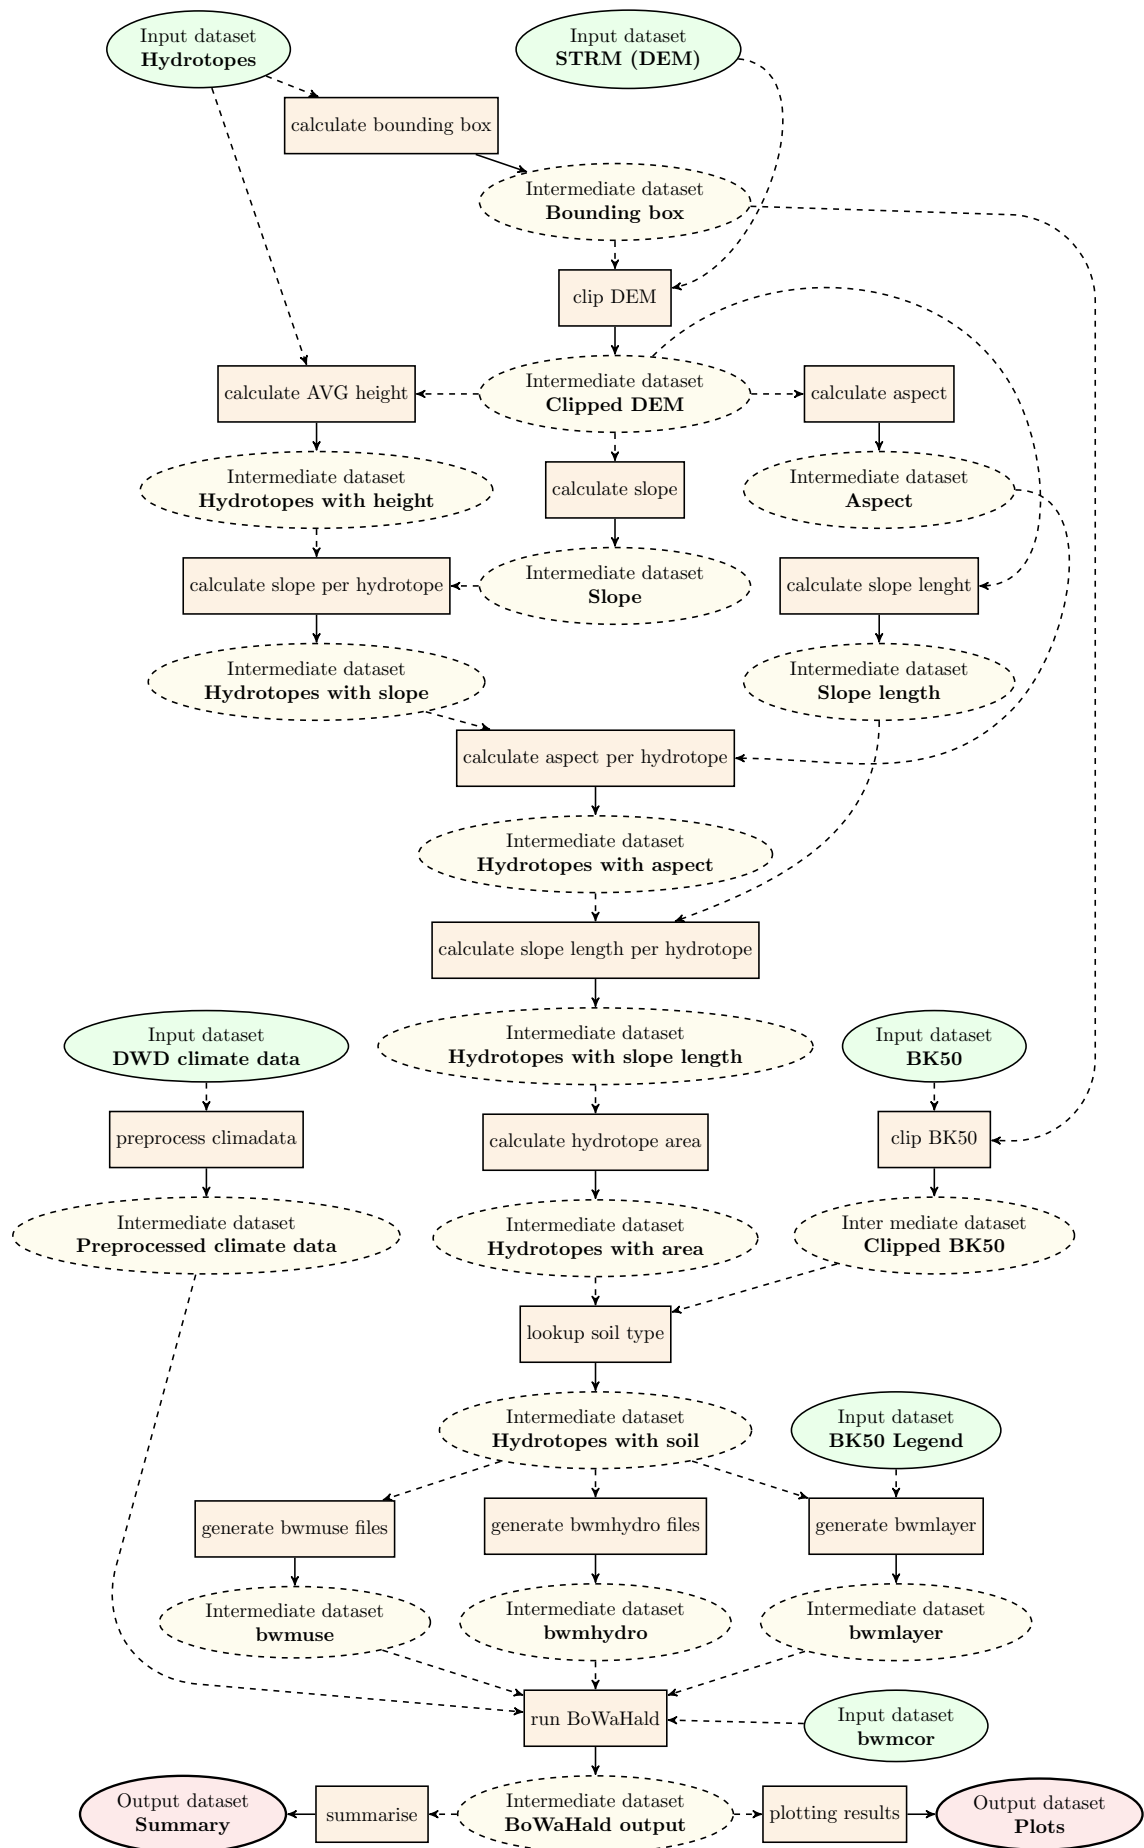 Input dataset
Hydrotopes
Input dataset
STRM (DEM)
calculate bounding box
Intermediate dataset
Bounding box
clip DEM
calculate AVG height
Intermediate dataset
Clipped DEM
calculate aspect
Intermediate dataset
Hydrotopes with height
calculate slope
Intermediate dataset
Aspect
calculate slope per hydrotope
Intermediate dataset
Slope
calculate slope lenght
Intermediate dataset
Hydrotopes with slope
Intermediate dataset
Slope length
calculate aspect per hydrotope
Intermediate dataset
Hydrotopes with aspect
calculate slope length per hydrotope
Input dataset
DWD climate data
Intermediate dataset
Hydrotopes with slope length
Input dataset
BK50
preprocess climadata
calculate hydrotope area
clip BK50
Intermediate dataset
Preprocessed climate data
Intermediate dataset
Hydrotopes with area
Inter mediate dataset
Clipped BK50
lookup soil type
Intermediate dataset
Hydrotopes with soil
Input dataset
BK50 Legend
generate bwmuse files
generate bwmhydro files
generate bwmlayer
Intermediate dataset
bwmuse
Intermediate dataset
bwmhydro
Intermediate dataset
bwmlayer
run BoWaHald
Input dataset
bwmcor
Output dataset
Summary
summarise
Intermediate dataset
BoWaHald output
plotting results
Output dataset
Plots